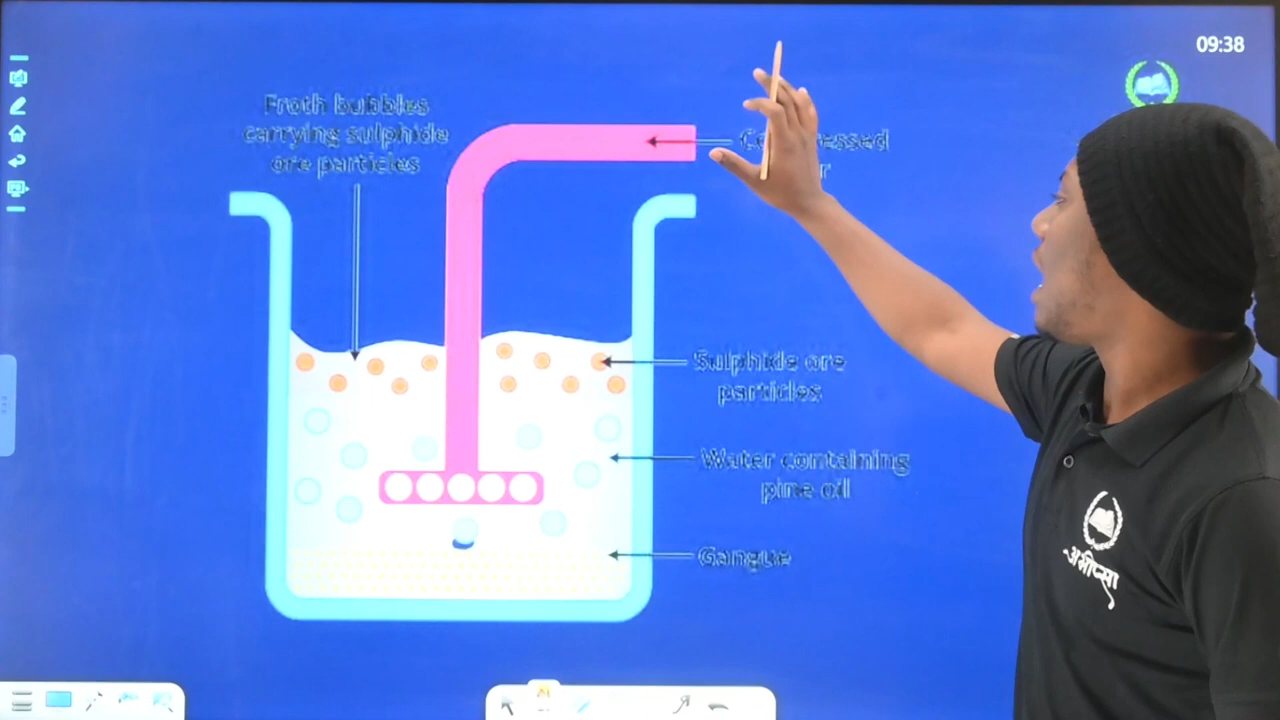 09:38
Froth bubbles
carrying sulphide
ore particles
Sulphide ore
particles
Water containing
pine oil
Gangue
अभीप्सा